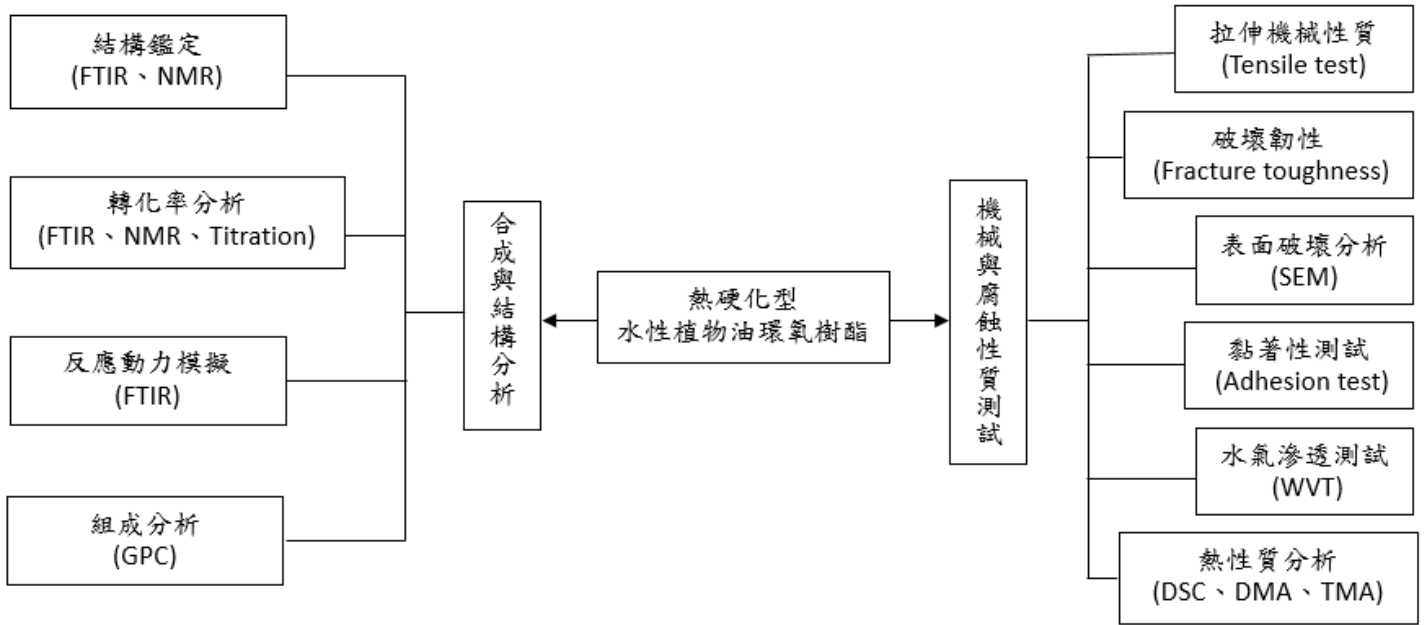 結構鑑定
(FTIR、NMR)
轉化率分析
(FTIR、NMR、Titration)
反應動力模擬
(FTIR)
組成分析
(GPC)
合成與結構分析
熱硬化型
水性植物油環氧樹酯
機械與腐蝕性質測試
拉伸機械性質
(Tensile test)
破壞韌性
(Fracture toughness)
表面破壞分析
(SEM)
黏著性測試
(Adhesion test)
水氣滲透測試
(WVT)
熱性質分析
(DSC、DMA、TMA)